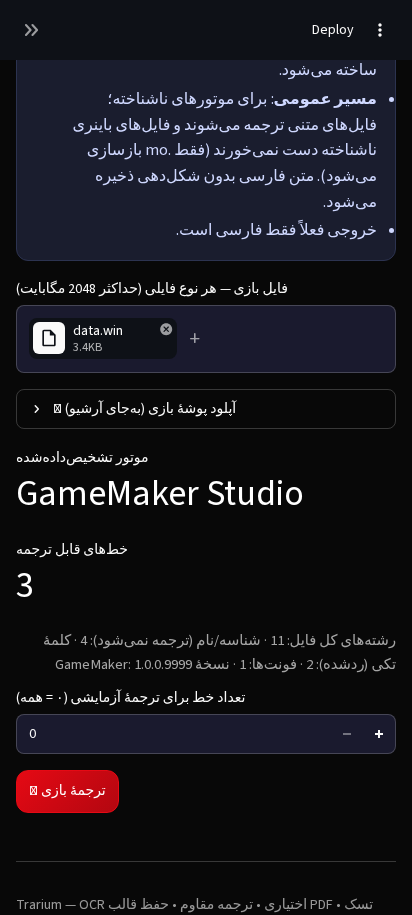 Deploy
ساخته می‌شود.
• مسیر عمومی: برای موتورهای ناشناخته؛
فایل‌های متنی ترجمه می‌شوند و فایل‌های باینری
ناشناخته دست نمی‌خورند (فقط .mo بازسازی
می‌شود). متن فارسی بدون شکل‌دهی ذخیره
می‌شود.
• خروجی فعلاً فقط فارسی است.
فایل بازی — هر نوع فایلی (حداکثر 2048 مگابایت)
data.win
3.4KB
آپلود پوشهٔ بازی (به‌جای آرشیو)
موتور تشخیص‌داده‌شده
GameMaker Studio
خط‌های قابل ترجمه
3
رشته‌های کل فایل: 11 · شناسه/نام (ترجمه نمی‌شود): 4 · کلمهٔ
تکی (ردشده): 2 · فونت‌ها: 1 · نسخهٔ GameMaker: 1.0.0.9999
تعداد خط برای ترجمهٔ آزمایشی (۰ = همه)
0
ترجمهٔ بازی
Trarium — OCR اختیاری • ترجمه مقاوم • حفظ قالب PDF • تسک